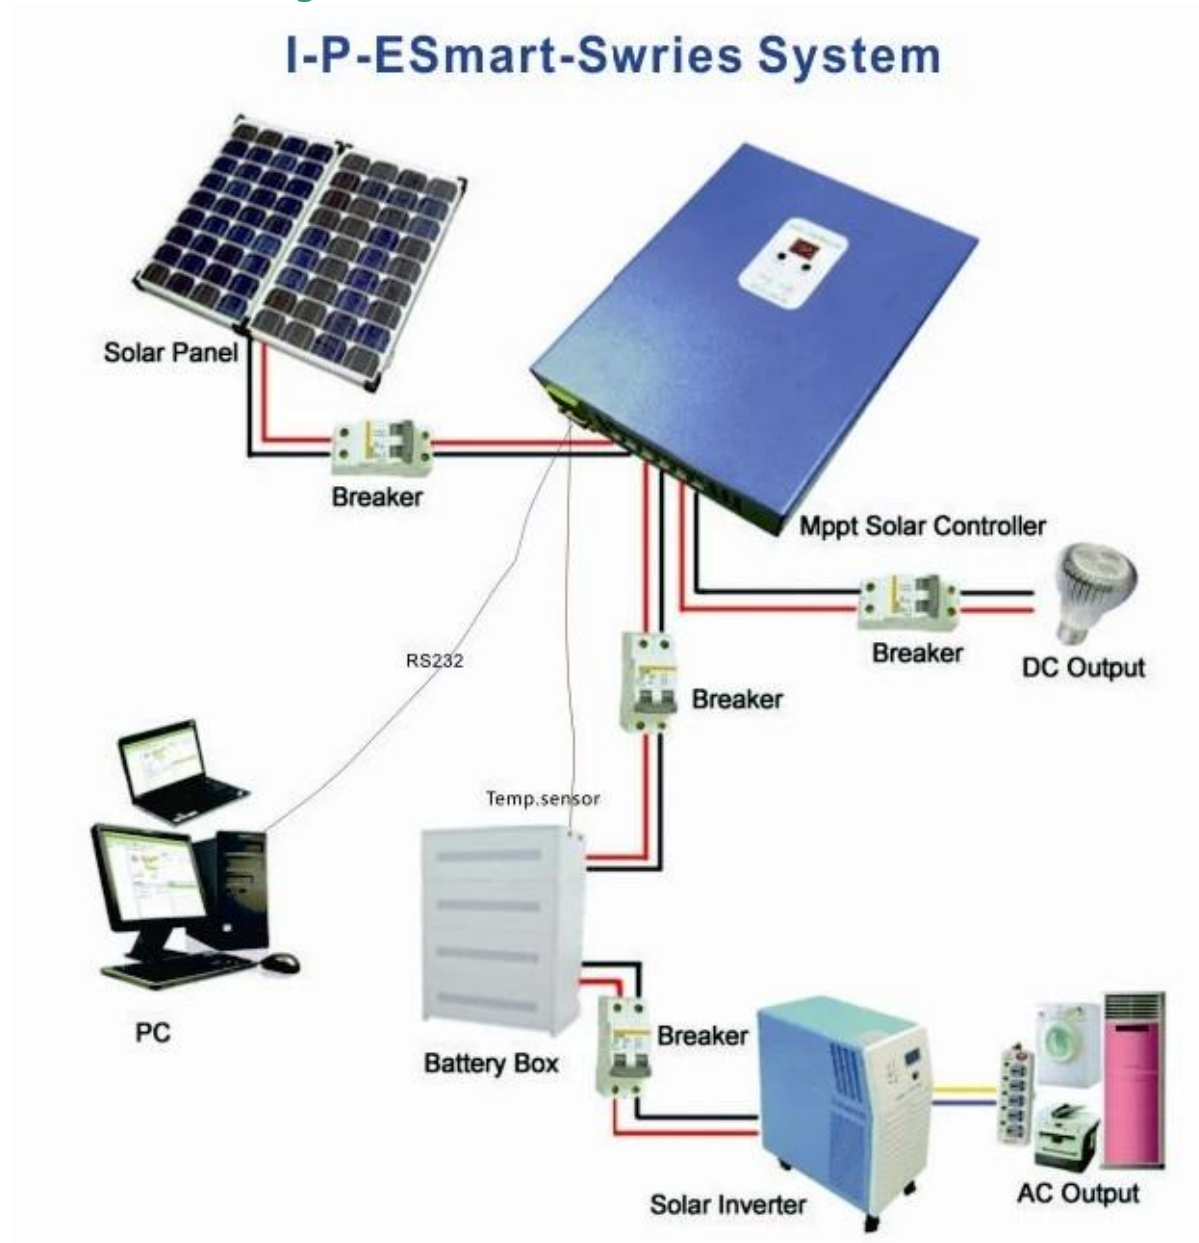 I-P-ESmart-Swries System
Solar Panel
Breaker
Mppt Solar Controller
Breaker
DC Output
RS232
Breaker
Temp.sensor
PC
Battery Box
Breaker
Solar Inverter
AC Output